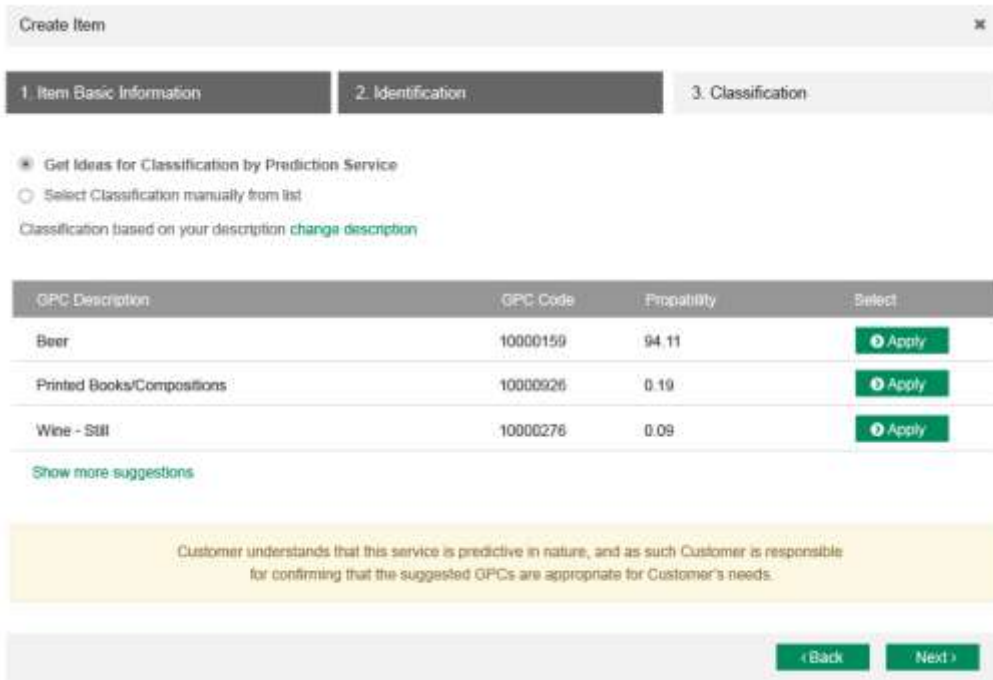 Create Item
1. Item Basic Information 2. Identification 3. Classification
Get Ideas for Classification by Prediction Service
Select Classification manually from list
Classification based on your description change description
GPC Description GPC Code Propability Select
Beer 10000159 94.11 Apply
Printed Books/Compositions 10000926 0.19 Apply
Wine - Still 10000276 0.09 Apply
Show more suggestions
Customer understands that this service is predictive in nature, and as such Customer is responsible
for confirming that the suggested GPCs are appropriate for Customer's needs.
‹ Back Next ›